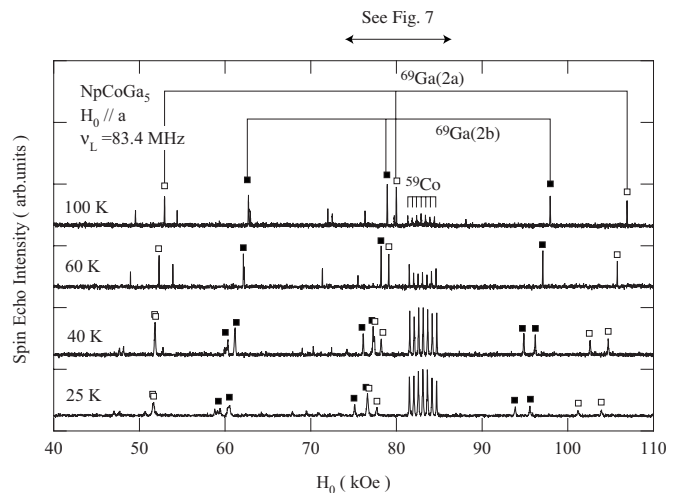 See Fig. 7
NpCoGa₅
H₀ // a
ν_L =83.4 MHz
⁶⁹Ga(2a)
⁶⁹Ga(2b)
⁵⁹Co
100 K
60 K
40 K
25 K
Spin Echo Intensity ( arb.units )
40 50 60 70 80 90 100 110
H₀ ( kOe )